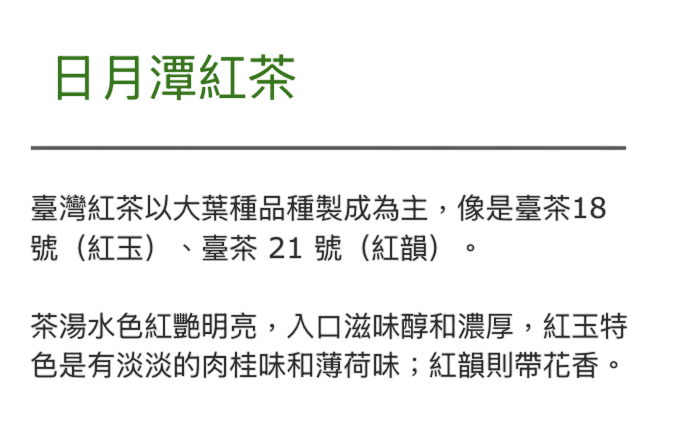 日月潭紅茶
臺灣紅茶以大葉種品種製成為主，像是臺茶18
號（紅玉）、臺茶 21 號（紅韻）。
茶湯水色紅艷明亮，入口滋味醇和濃厚，紅玉特
色是有淡淡的肉桂味和薄荷味；紅韻則帶花香。